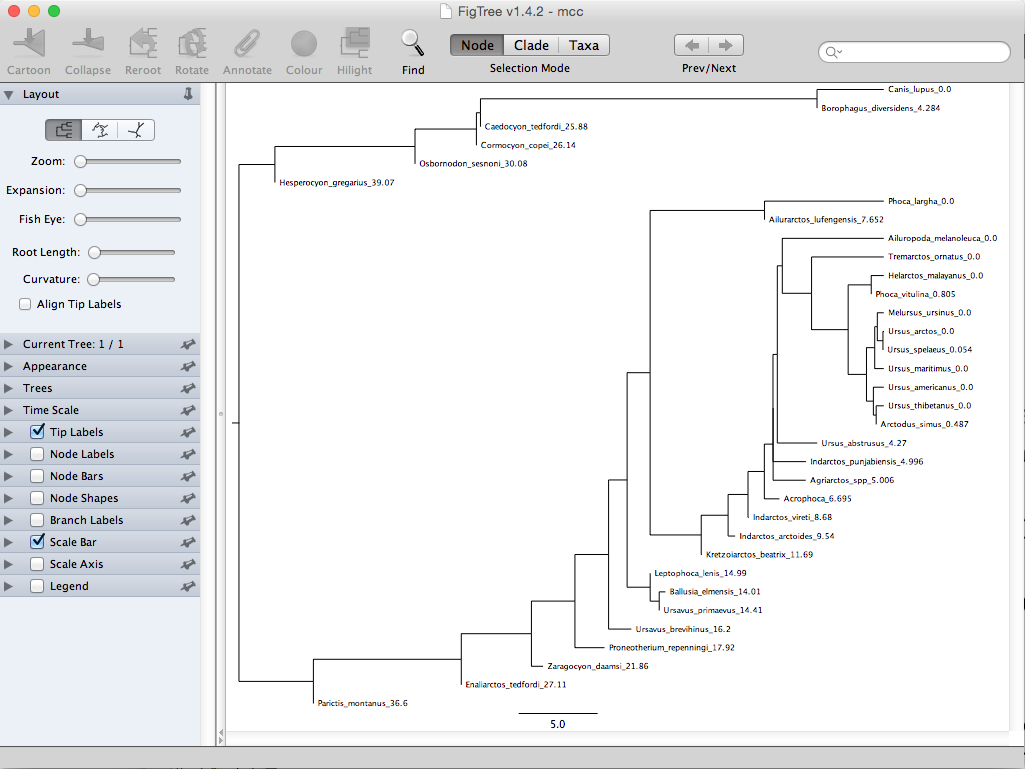 FigTree v1.4.2 - mcc
Cartoon Collapse Reroot Rotate Annotate Colour Hilight Find
Node Clade Taxa
Selection Mode
Prev/Next
Layout
Zoom:
Expansion:
Fish Eye:
Root Length:
Curvature:
Align Tip Labels
Current Tree: 1 / 1
Appearance
Trees
Time Scale
Tip Labels
Node Labels
Node Bars
Node Shapes
Branch Labels
Scale Bar
Scale Axis
Legend
Canis_lupus_0.0
Borophagus_diversidens_4.284
Caedocyon_tedfordi_25.88
Cormocyon_copei_26.14
Osbornodon_sesnoni_30.08
Hesperocyon_gregarius_39.07
Phoca_largha_0.0
Ailurarctos_lufengensis_7.652
Ailuropoda_melanoleuca_0.0
Tremarctos_ornatus_0.0
Helarctos_malayanus_0.0
Phoca_vitulina_0.805
Melursus_ursinus_0.0
Ursus_arctos_0.0
Ursus_spelaeus_0.054
Ursus_maritimus_0.0
Ursus_americanus_0.0
Ursus_thibetanus_0.0
Arctodus_simus_0.487
Ursus_abstrusus_4.27
Indarctos_punjabiensis_4.996
Agriarctos_spp_5.006
Acrophoca_6.695
Indarctos_vireti_8.68
Indarctos_arctoides_9.54
Kretzoiarctos_beatrix_11.69
Leptophoca_lenis_14.99
Ballusia_elmensis_14.01
Ursavus_primaevus_14.41
Ursavus_brevihinus_16.2
Proneotherium_repenningi_17.92
Zaragocyon_daamsi_21.86
Enaliarctos_tedfordi_27.11
Parictis_montanus_36.6
5.0